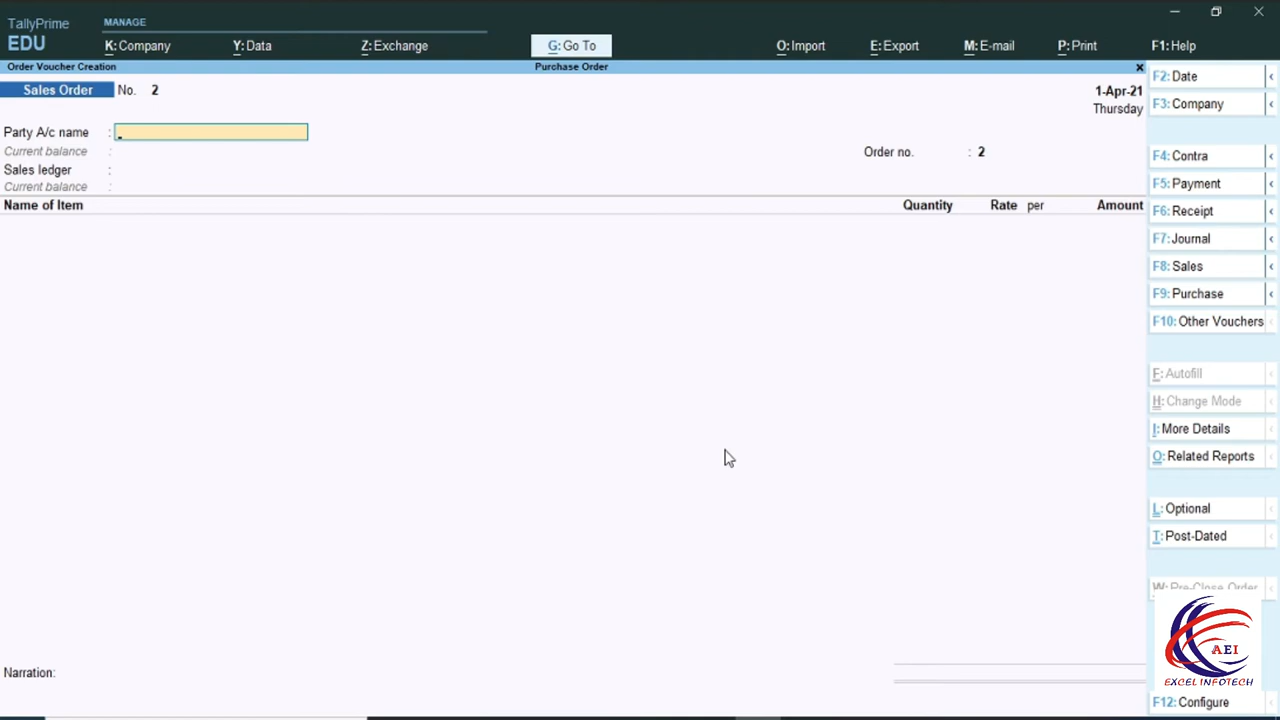 TallyPrime
EDU
MANAGE
K: Company
Y: Data
Z: Exchange
G: Go To
O: Import
E: Export
M: E-mail
P: Print
F1: Help
Order Voucher Creation
Purchase Order
x
Sales Order No. 2
1-Apr-21
Thursday
Party A/c name :
Current balance :
Order no. : 2
Sales ledger :
Current balance :
Name of Item Quantity Rate per Amount
F2: Date
F3: Company
F4: Contra
F5: Payment
F6: Receipt
F7: Journal
F8: Sales
F9: Purchase
F10: Other Vouchers
F: Autofill
H: Change Mode
I: More Details
O: Related Reports
L: Optional
T: Post-Dated
W: Pre-Close Order
AEI
EXCEL INFOTECH
Narration:
F12: Configure